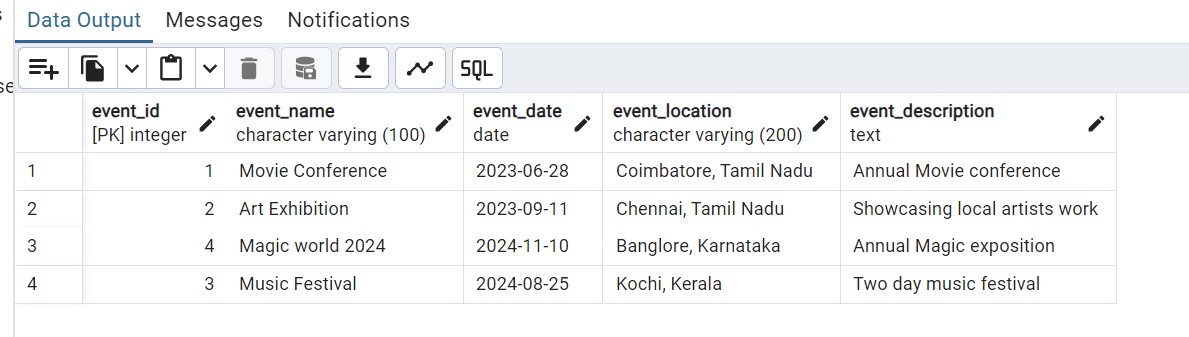 Data Output Messages Notifications
SQL
event_id event_name event_date event_location event_description
[PK] integer character varying (100) date character varying (200) text
1 1 Movie Conference 2023-06-28 Coimbatore, Tamil Nadu Annual Movie conference
2 2 Art Exhibition 2023-09-11 Chennai, Tamil Nadu Showcasing local artists work
3 4 Magic world 2024 2024-11-10 Banglore, Karnataka Annual Magic exposition
4 3 Music Festival 2024-08-25 Kochi, Kerala Two day music festival